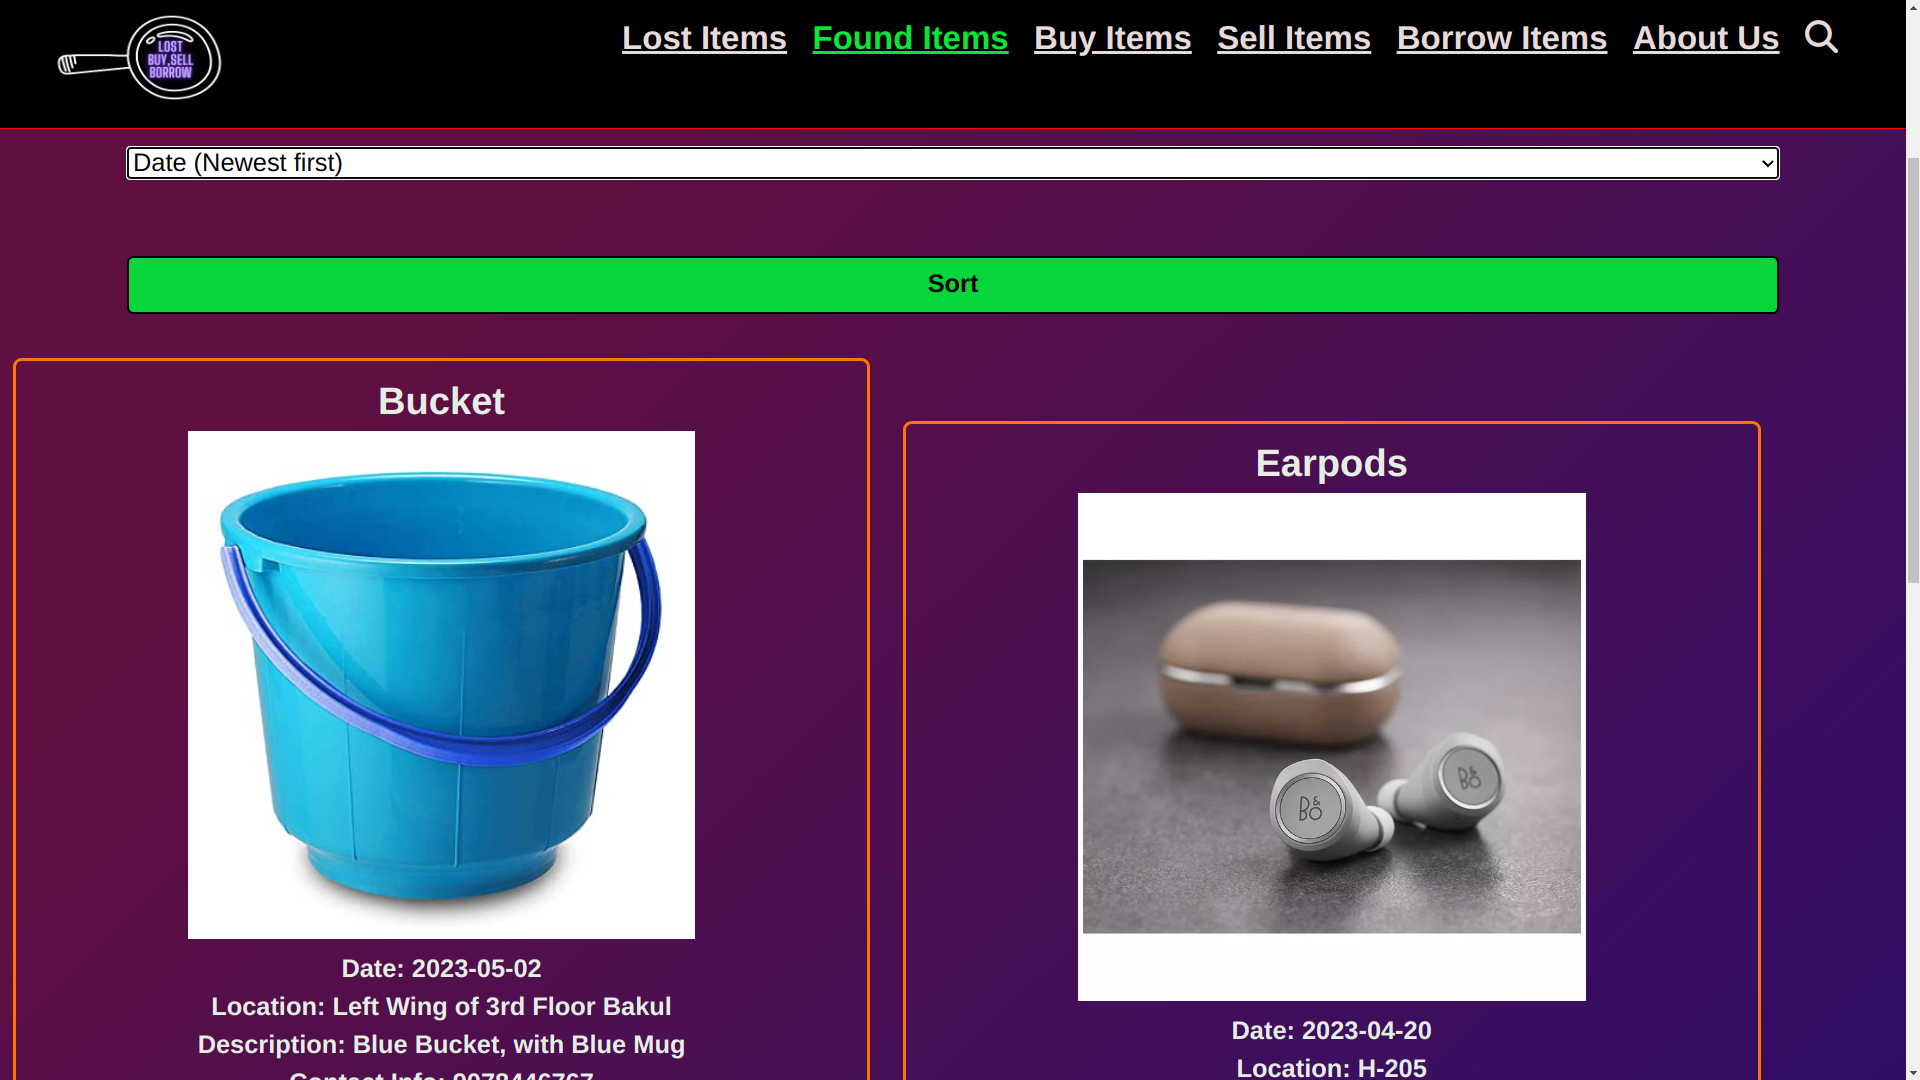 LOST
BUY,SELL
BORROW
Lost Items Found Items Buy Items Sell Items Borrow Items About Us
Date (Newest first)
Sort
Bucket
Date: 2023-05-02
Location: Left Wing of 3rd Floor Bakul
Description: Blue Bucket, with Blue Mug
Contact Info: 9078446767
Earpods
B&O
B&O
Date: 2023-04-20
Location: H-205